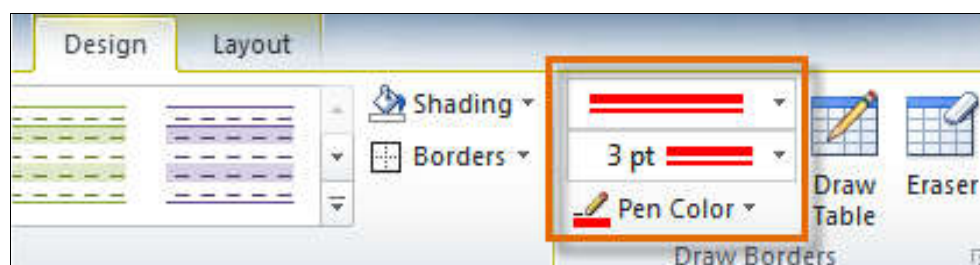 Design Layout
Shading
Borders
3 pt
Pen Color
Draw
Table
Eraser
Draw Borders